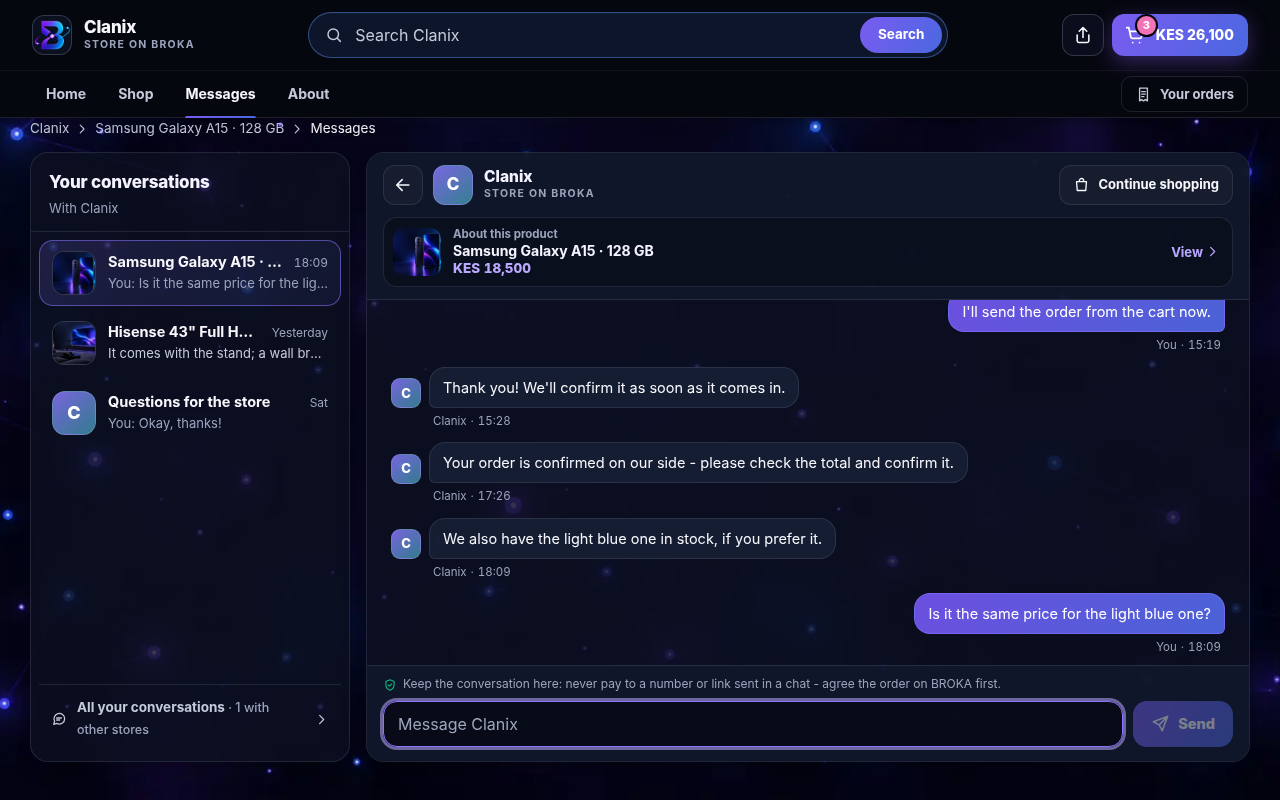 Clanix
STORE ON BROKA
Search Clanix
Search
3
KES 26,100
Home
Shop
Messages
About
Your orders
Clanix > Samsung Galaxy A15 · 128 GB > Messages
Your conversations
With Clanix
Samsung Galaxy A15 · ... 18:09
You: Is it the same price for the lig...
Hisense 43" Full H... Yesterday
It comes with the stand; a wall br...
C
Questions for the store Sat
You: Okay, thanks!
All your conversations · 1 with
other stores
C
Clanix
STORE ON BROKA
Continue shopping
About this product
Samsung Galaxy A15 · 128 GB
KES 18,500
View
I'll send the order from the cart now.
You · 15:19
C
Thank you! We'll confirm it as soon as it comes in.
Clanix · 15:28
C
Your order is confirmed on our side - please check the total and confirm it.
Clanix · 17:26
C
We also have the light blue one in stock, if you prefer it.
Clanix · 18:09
Is it the same price for the light blue one?
You · 18:09
Keep the conversation here: never pay to a number or link sent in a chat - agree the order on BROKA first.
Message Clanix
Send